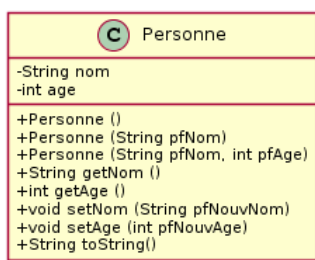 C Personne
-String nom
-int age
+Personne ()
+Personne (String pfNom)
+Personne (String pfNom, int pfAge)
+String getNom ()
+int getAge ()
+void setNom (String pfNouvNom)
+void setAge (int pfNouvAge)
+String toString()